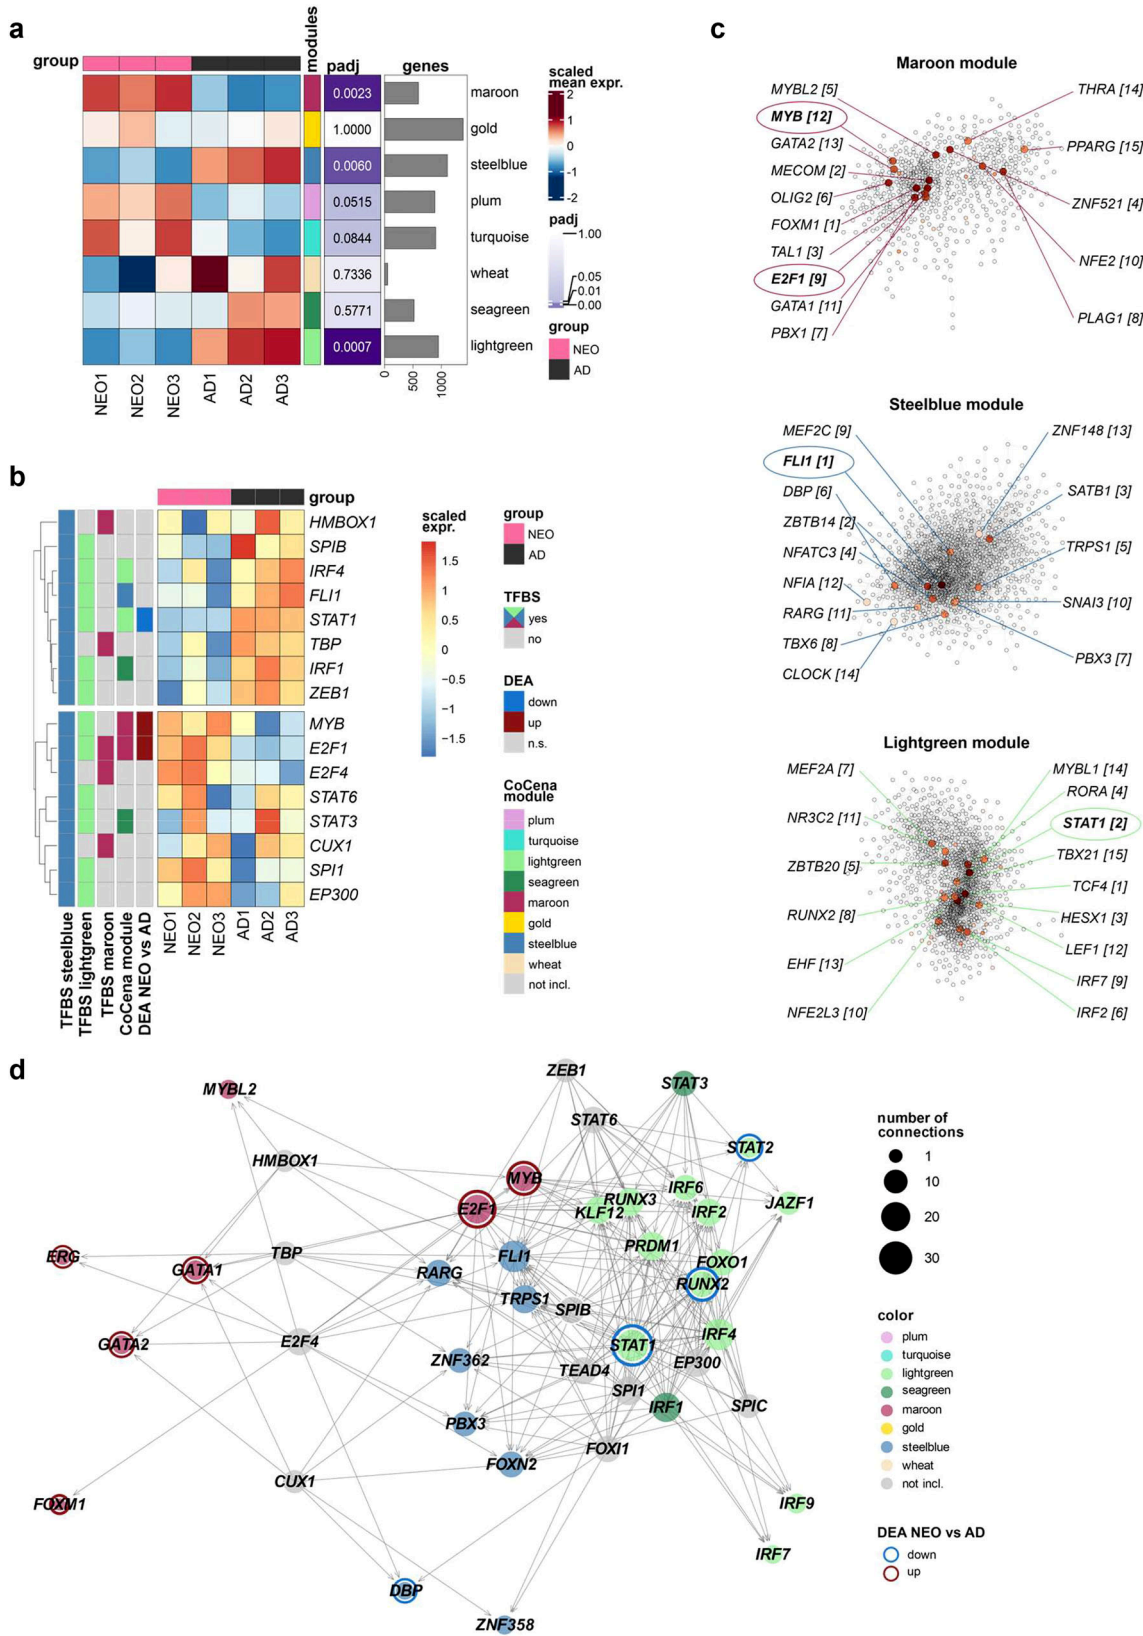 a
group
modules
padj
genes
0.0023
maroon
1.0000
gold
0.0060
steelblue
0.0515
plum
0.0844
turquoise
0.7336
wheat
0.5771
seagreen
0.0007
lightgreen
NEO1
NEO2
NEO3
AD1
AD2
AD3
0
500
1000
scaled
mean expr.
2
1
0
-1
-2
padj
1.00
0.05
0.01
0.00
group
NEO
AD
b
group
HMBOX1
SPIB
IRF4
FLI1
STAT1
TBP
IRF1
ZEB1
MYB
E2F1
E2F4
STAT6
STAT3
CUX1
SPI1
EP300
TFBS steelblue
TFBS lightgreen
TFBS maroon
CoCena module
DEA NEO vs AD
NEO1
NEO2
NEO3
AD1
AD2
AD3
scaled
expr.
1.5
1
0.5
0
−0.5
−1
−1.5
group
NEO
AD
TFBS
yes
no
DEA
down
up
n.s.
CoCena
module
plum
turquoise
lightgreen
seagreen
maroon
gold
steelblue
wheat
not incl.
c
Maroon module
MYBL2 [5]
MYB [12]
GATA2 [13]
MECOM [2]
OLIG2 [6]
FOXM1 [1]
TAL1 [3]
E2F1 [9]
GATA1 [11]
PBX1 [7]
THRA [14]
PPARG [15]
ZNF521 [4]
NFE2 [10]
PLAG1 [8]
Steelblue module
MEF2C [9]
FLI1 [1]
DBP [6]
ZBTB14 [2]
NFATC3 [4]
NFIA [12]
RARG [11]
TBX6 [8]
CLOCK [14]
ZNF148 [13]
SATB1 [3]
TRPS1 [5]
SNAI3 [10]
PBX3 [7]
Lightgreen module
MEF2A [7]
NR3C2 [11]
ZBTB20 [5]
RUNX2 [8]
EHF [13]
NFE2L3 [10]
MYBL1 [14]
RORA [4]
STAT1 [2]
TBX21 [15]
TCF4 [1]
HESX1 [3]
LEF1 [12]
IRF7 [9]
IRF2 [6]
d
ZEB1
STAT3
MYBL2
STAT6
STAT2
HMBOX1
MYB
IRF6
RUNX3
JAZF1
E2F1
KLF12
IRF2
PRDM1
ERG
TBP
FLI1
FOXO1
GATA1
RARG
RUNX2
TRPS1
SPIB
GATA2
E2F4
STAT1
IRF4
ZNF362
TEAD4
EP300
SPI1
IRF1
SPIC
PBX3
FOXI1
FOXN2
CUX1
FOXM1
IRF9
IRF7
DBP
ZNF358
number of
connections
1
10
20
30
color
plum
turquoise
lightgreen
seagreen
maroon
gold
steelblue
wheat
not incl.
DEA NEO vs AD
down
up